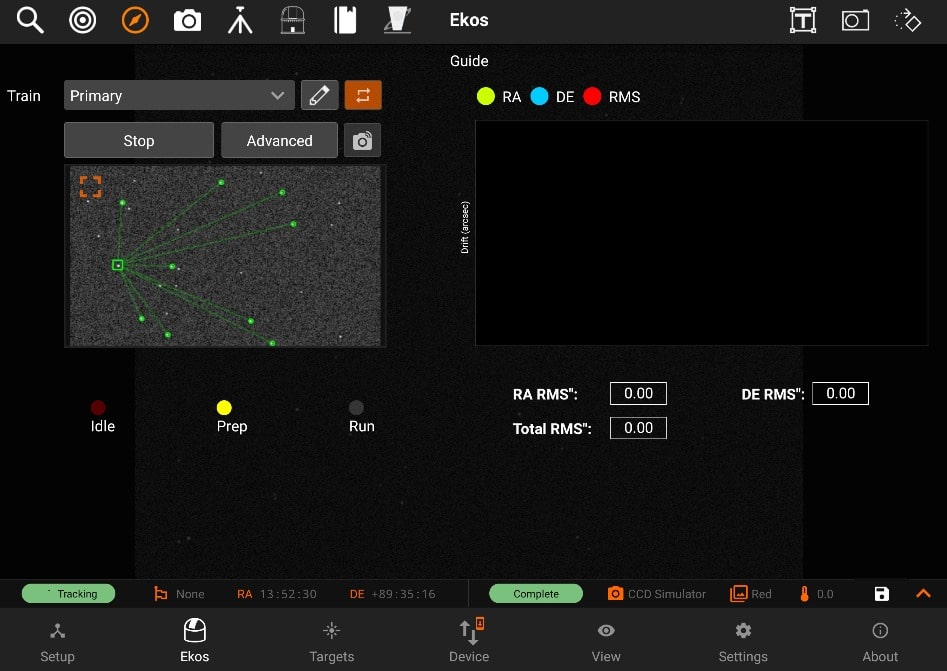 Ekos
Guide
Train Primary
RA DE RMS
Stop Advanced
Drift (arcsec)
Idle Prep Run
RA RMS": 0.00 DE RMS": 0.00
Total RMS": 0.00
Tracking None RA 13:52:30 DE +89:35:16 Complete CCD Simulator Red 0.0
Setup Ekos Targets Device View Settings About